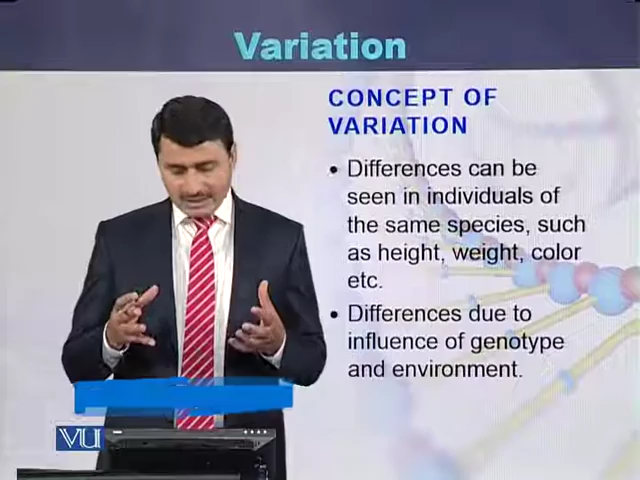 Variation
CONCEPT OF
VARIATION
• Differences can be
seen in individuals of
the same species, such
as height, weight, color
etc.
• Differences due to
influence of genotype
and environment.
VU